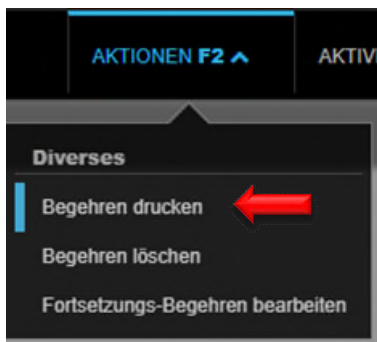 AKTIONEN F2 AKTIV
Diverses
Begehren drucken
Begehren löschen
Fortsetzungs-Begehren bearbeiten